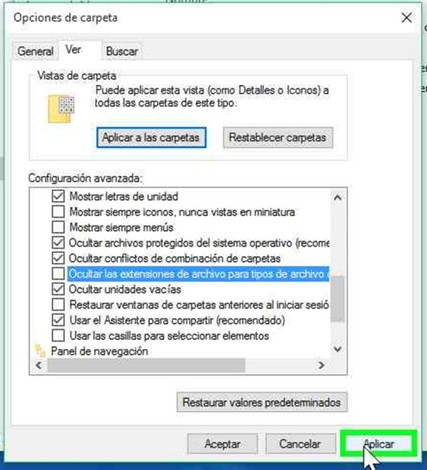 Opciones de carpeta
General
Ver
Buscar
Vistas de carpeta
Puede aplicar esta vista (como Detalles o Iconos) a
todas las carpetas de este tipo.
Aplicar a las carpetas
Restablecer carpetas
Configuración avanzada:
Mostrar letras de unidad
Mostrar siempre iconos, nunca vistas en miniatura
Mostrar siempre menús
Ocultar archivos protegidos del sistema operativo (recome
Ocultar conflictos de combinación de carpetas
Ocultar las extensiones de archivo para tipos de archivo
Ocultar unidades vacías
Restaurar ventanas de carpetas anteriores al iniciar sesió
Usar el Asistente para compartir (recomendado)
Usar las casillas para seleccionar elementos
Panel de navegación
Restaurar valores predeterminados
Aceptar
Cancelar
Aplicar